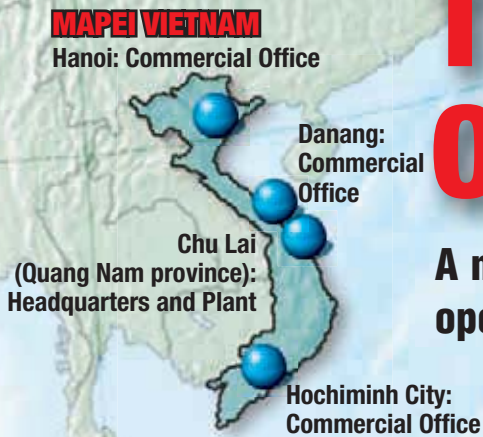 MAPEI VIETNAM
Hanoi: Commercial Office
Danang:
Commercial
Office
Chu Lai
(Quang Nam province):
Headquarters and Plant
Hochiminh City:
Commercial Office